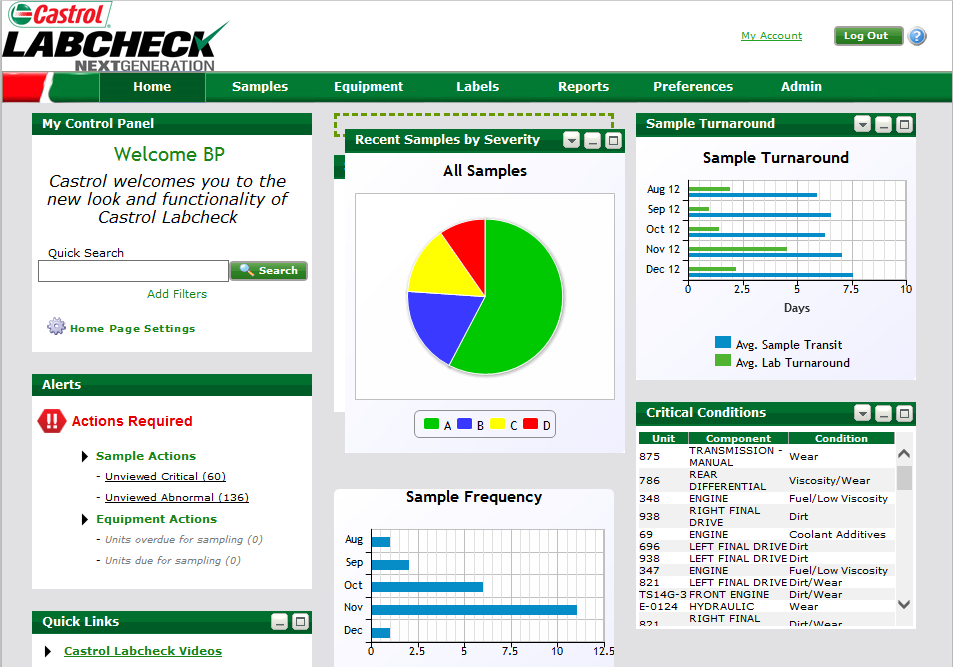 Castrol
LABCHECK
NEXTGENERATION
My Account
Log Out
?
Home
Samples
Equipment
Labels
Reports
Preferences
Admin
My Control Panel
Welcome BP
Castrol welcomes you to the
new look and functionality of
Castrol Labcheck
Quick Search
Search
Add Filters
Home Page Settings
Alerts
!!
Actions Required
Sample Actions
- Unviewed Critical (60)
- Unviewed Abnormal (136)
Equipment Actions
- Units overdue for sampling (0)
- Units due for sampling (0)
Quick Links
Castrol Labcheck Videos
Recent Samples by Severity
All Samples
A B C D
Sample Frequency
Aug
Sep
Oct
Nov
Dec
0 2.5 5 7.5 10 12.5
Sample Turnaround
Sample Turnaround
Aug 12
Sep 12
Oct 12
Nov 12
Dec 12
0 2.5 5 7.5 10
Days
Avg. Sample Transit
Avg. Lab Turnaround
Critical Conditions
Unit Component Condition
875 TRANSMISSION - MANUAL Wear
786 REAR DIFFERENTIAL Viscosity/Wear
348 ENGINE Fuel/Low Viscosity
938 RIGHT FINAL DRIVE Dirt
69 ENGINE Coolant Additives
696 LEFT FINAL DRIVE Dirt
938 LEFT FINAL DRIVE Dirt
347 ENGINE Fuel/Low Viscosity
821 LEFT FINAL DRIVE Dirt/Wear
TS14G-3 FRONT ENGINE Dirt/Wear
E-0124 HYDRAULIC Wear
821 RIGHT FINAL Dirt/Wear